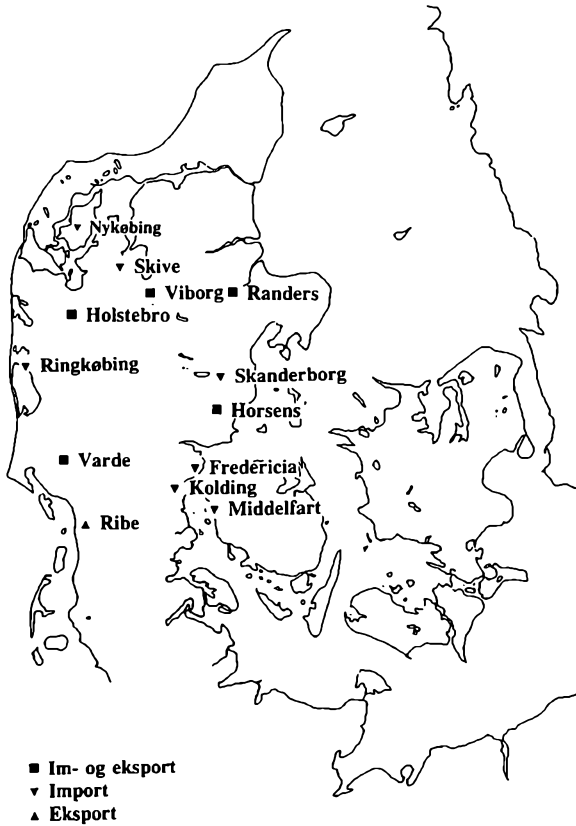 Nykøbing
Skive
Viborg
Randers
Holstebro
Ringkøbing
Skanderborg
Horsens
Varde
Fredericia
Kolding
Middelfart
Ribe
Im- og eksport
Import
Eksport